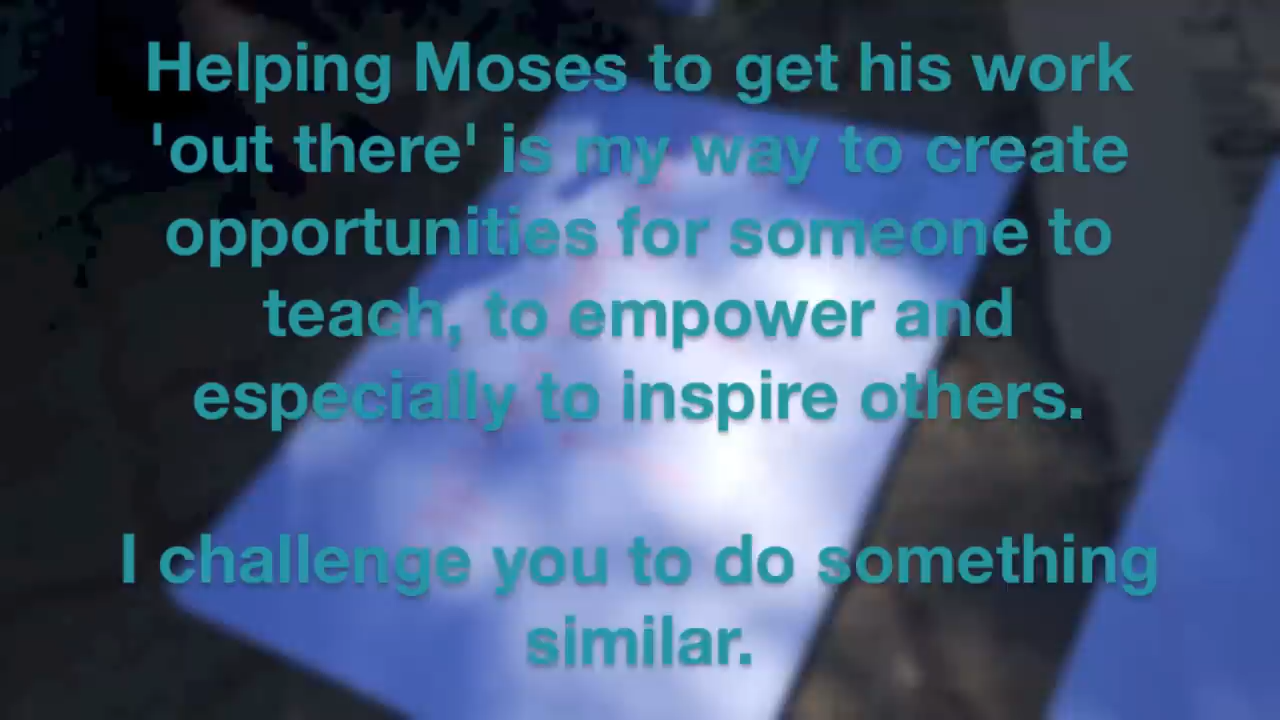 Helping Moses to get his work
'out there' is my way to create
opportunities for someone to
teach, to empower and
especially to inspire others.
I challenge you to do something
similar.